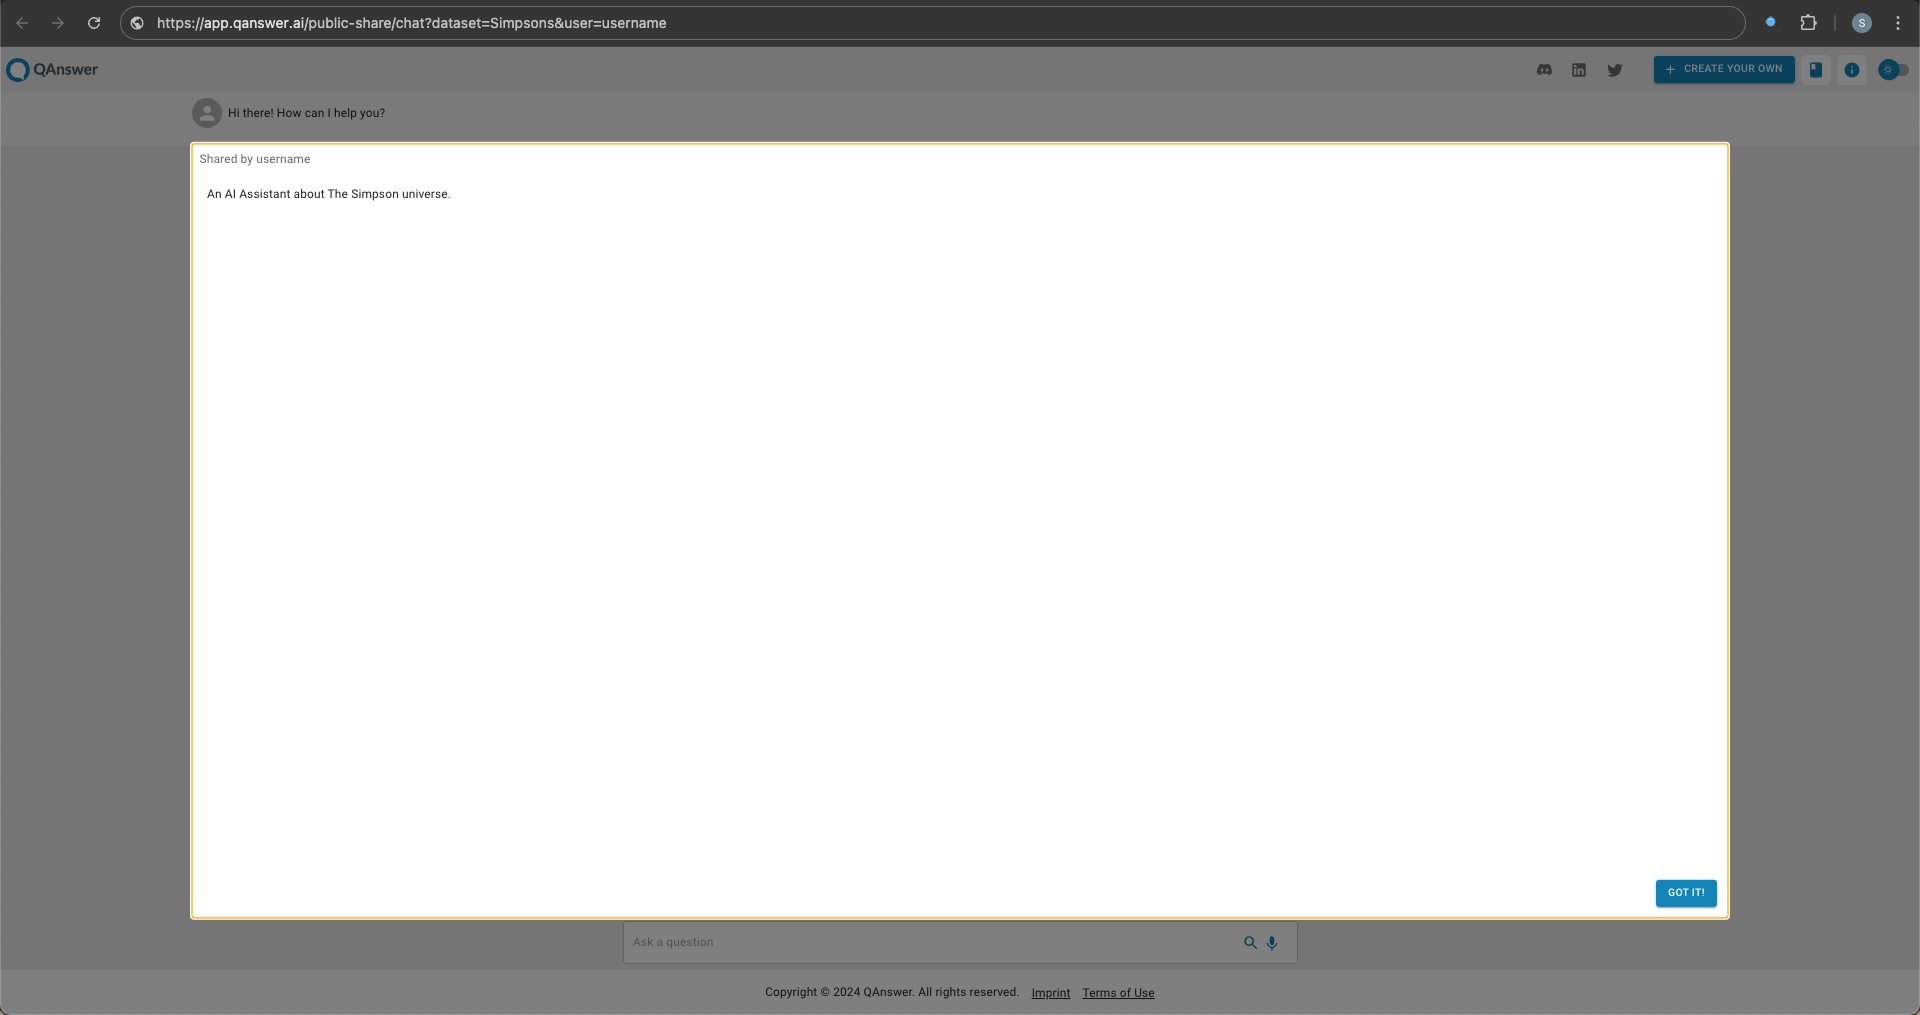 https://app.qanswer.ai/public-share/chat?dataset=Simpsons&user=username
S
QAnswer
+ CREATE YOUR OWN
Hi there! How can I help you?
Shared by username
An AI Assistant about The Simpson universe.
GOT IT!
Ask a question
Copyright © 2024 QAnswer. All rights reserved. Imprint Terms of Use